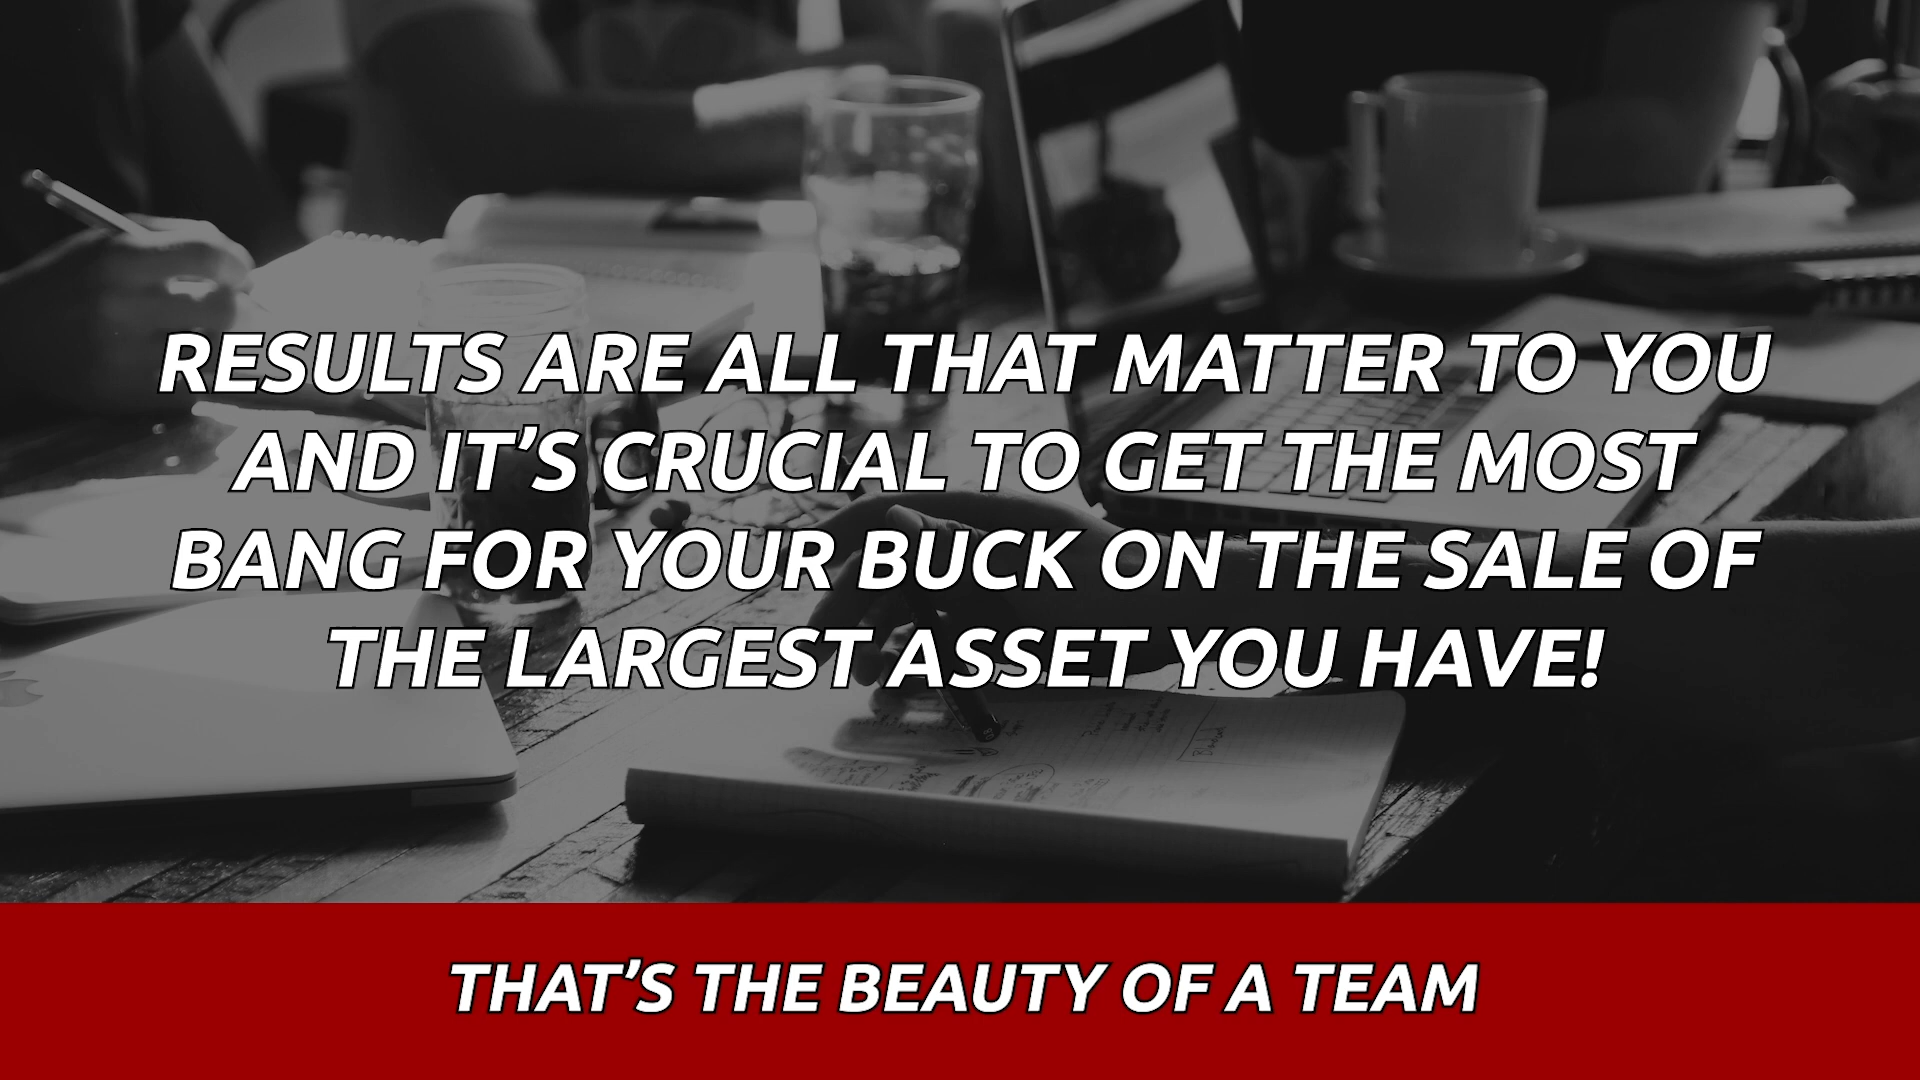 RESULTS ARE ALL THAT MATTER TO YOU
AND IT’S CRUCIAL TO GET THE MOST
BANG FOR YOUR BUCK ON THE SALE OF
THE LARGEST ASSET YOU HAVE!
THAT’S THE BEAUTY OF A TEAM